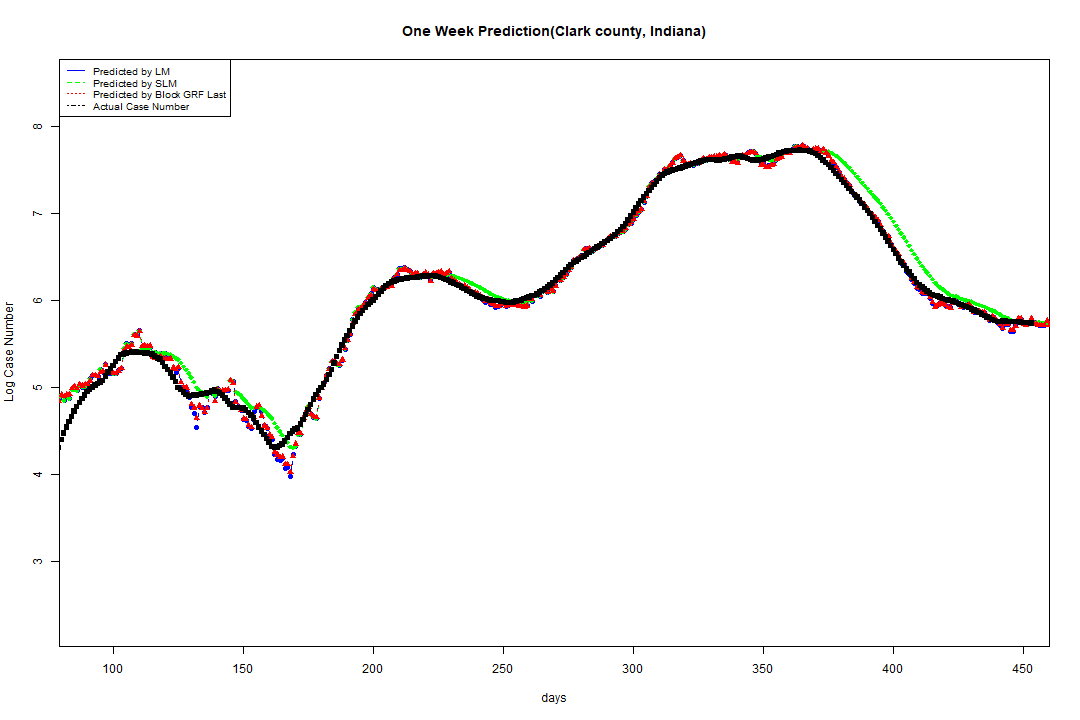 One Week Prediction(Clark county, Indiana)
Predicted by LM
Predicted by SLM
Predicted by Block GRF Last
Actual Case Number
Log Case Number
8
7
6
5
4
3
100 150 200 250 300 350 400 450
days